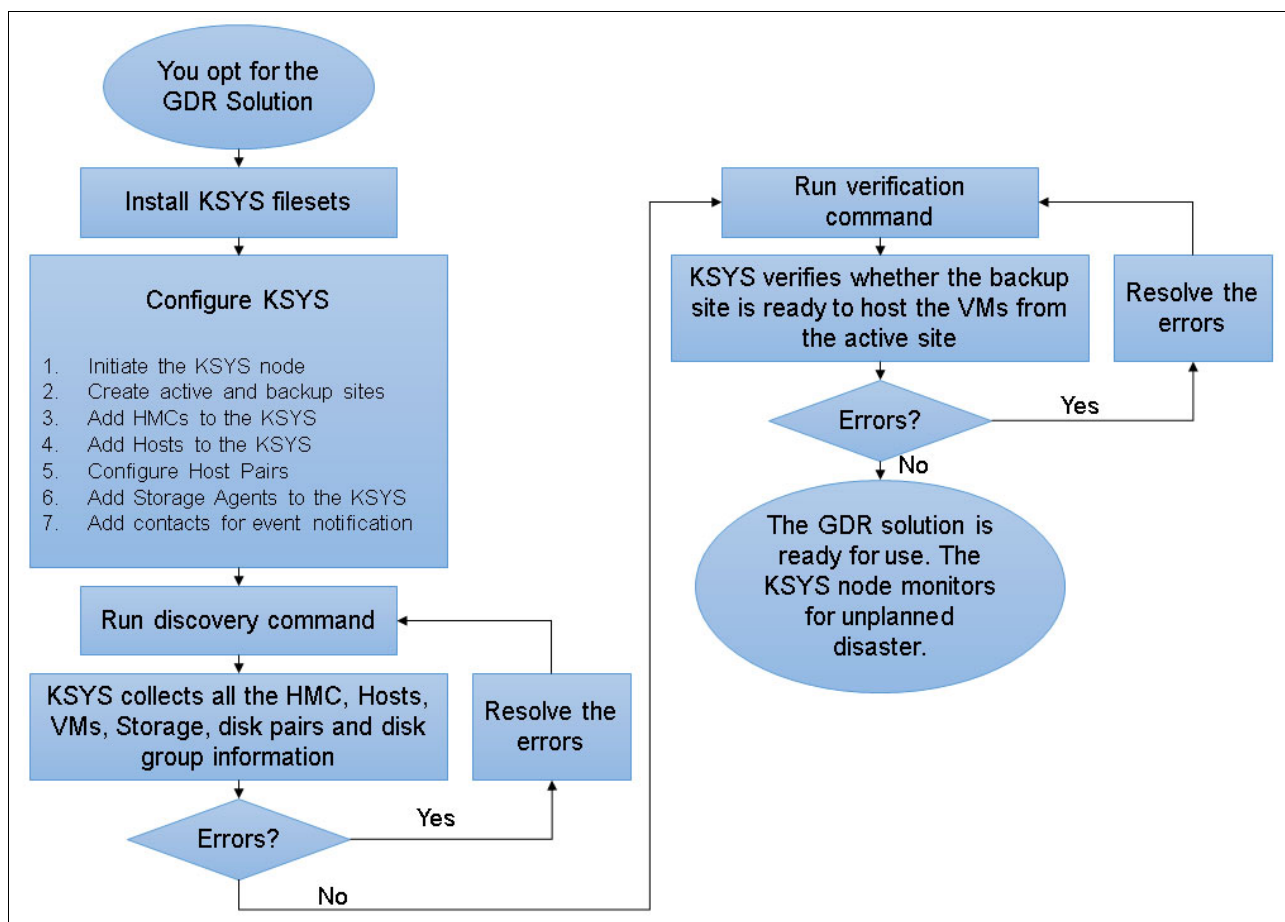 You opt for the
GDR Solution
Install KSYS filesets
Configure KSYS
1. Initiate the KSYS node
2. Create active and backup sites
3. Add HMCs to the KSYS
4. Add Hosts to the KSYS
5. Configure Host Pairs
6. Add Storage Agents to the KSYS
7. Add contacts for event notification
Run discovery command
KSYS collects all the HMC, Hosts,
VMs, Storage, disk pairs and disk
group information
Resolve the
errors
Errors?
Yes
No
Run verification
command
KSYS verifies whether the backup
site is ready to host the VMs from
the active site
Resolve the
errors
Errors?
Yes
No
The GDR solution is
ready for use. The
KSYS node monitors
for unplanned
disaster.